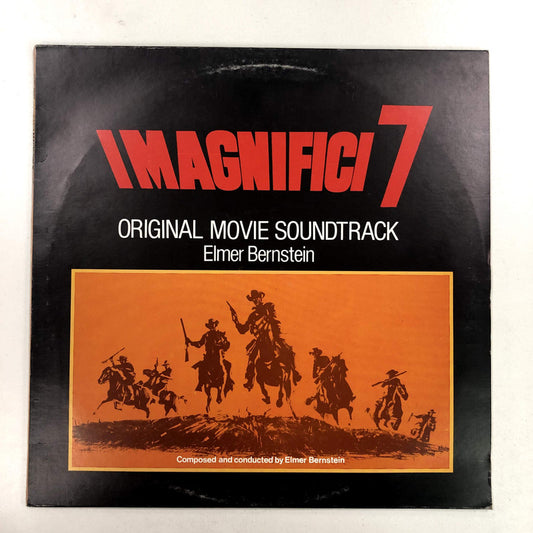 I MAGNIFICI 7
ORIGINAL MOVIE SOUNDTRACK
Elmer Bernstein
Composed and conducted by Elmer Bernstein